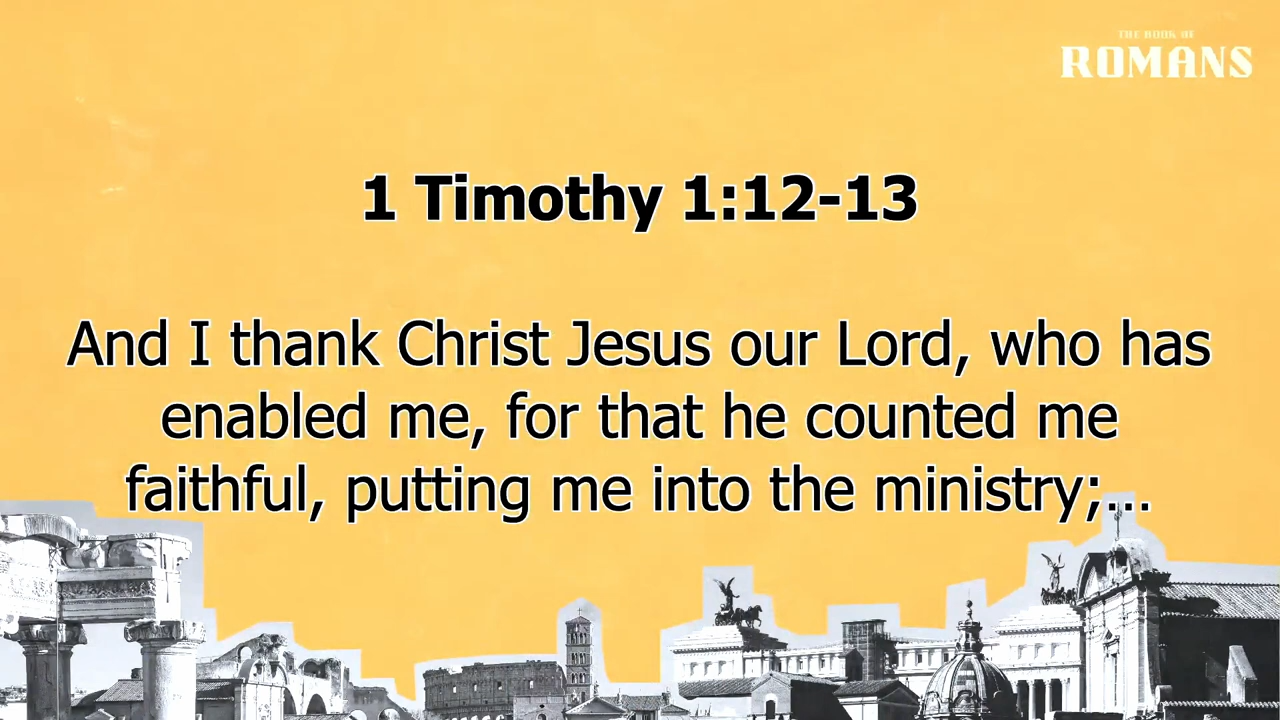 THE BOOK OF
ROMANS
1 Timothy 1:12-13
And I thank Christ Jesus our Lord, who has
enabled me, for that he counted me
faithful, putting me into the ministry;...